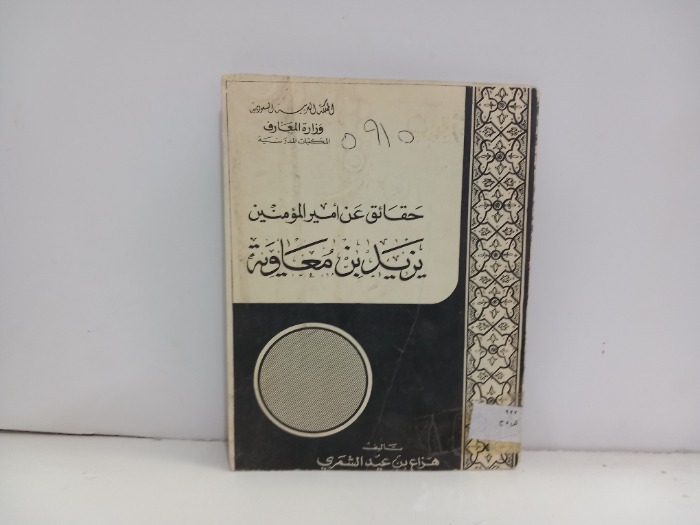 المملكة العربية السعودية
وزارة المعارف
المكتبات المدرسية
٥٩١٥
حقائق عن أمير المؤمنين
يزيد بن معاوية
تأليف
هزاع بن عيد الشمري